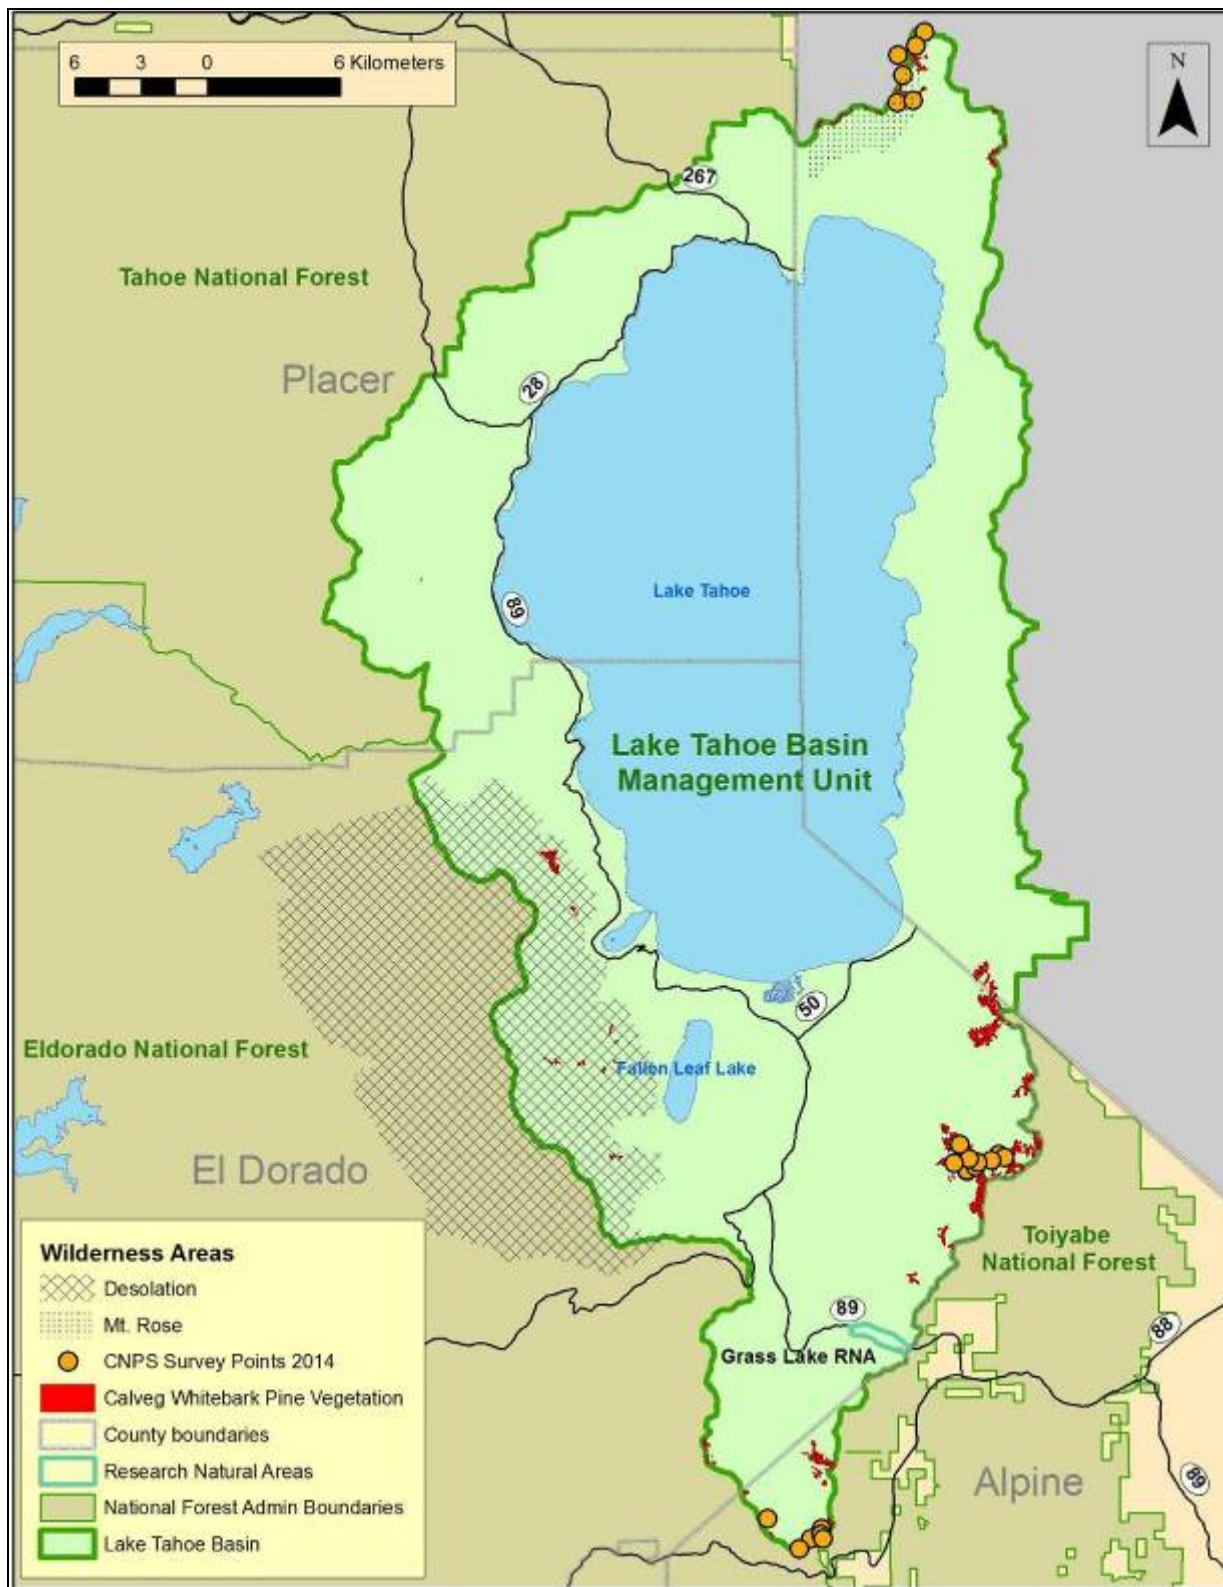 6 3 0 6 Kilometers
N
267
Tahoe National Forest
Placer
28
Lake Tahoe
89
Lake Tahoe Basin
Management Unit
50
Eldorado National Forest
Fallen Leaf Lake
El Dorado
Toiyabe
National Forest
89
88
Grass Lake RNA
Alpine
89
Wilderness Areas
Desolation
Mt. Rose
CNPS Survey Points 2014
Calveg Whitebark Pine Vegetation
County boundaries
Research Natural Areas
National Forest Admin Boundaries
Lake Tahoe Basin